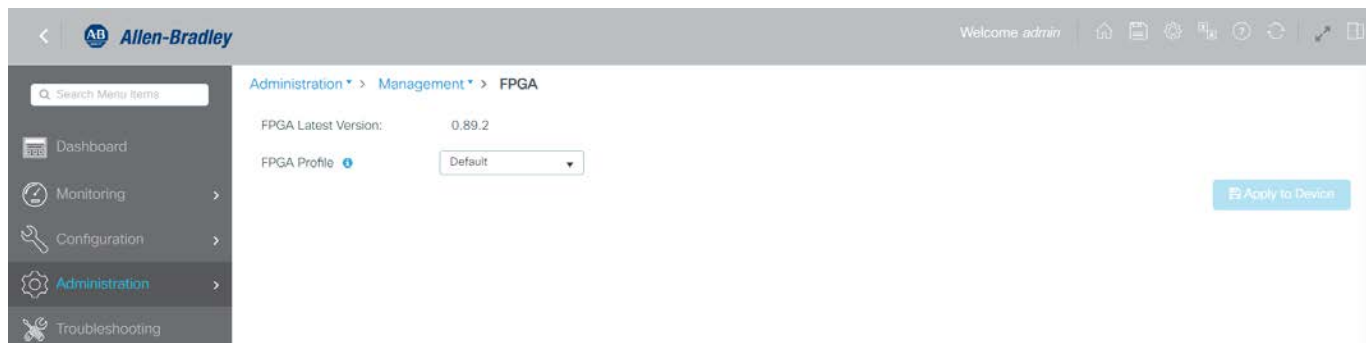 AB Allen-Bradley
Welcome admin
Search Menu Items
Administration > Management > FPGA
FPGA Latest Version: 0.89.2
Dashboard
FPGA Profile Default
Monitoring
Apply to Device
Configuration
Administration
Troubleshooting